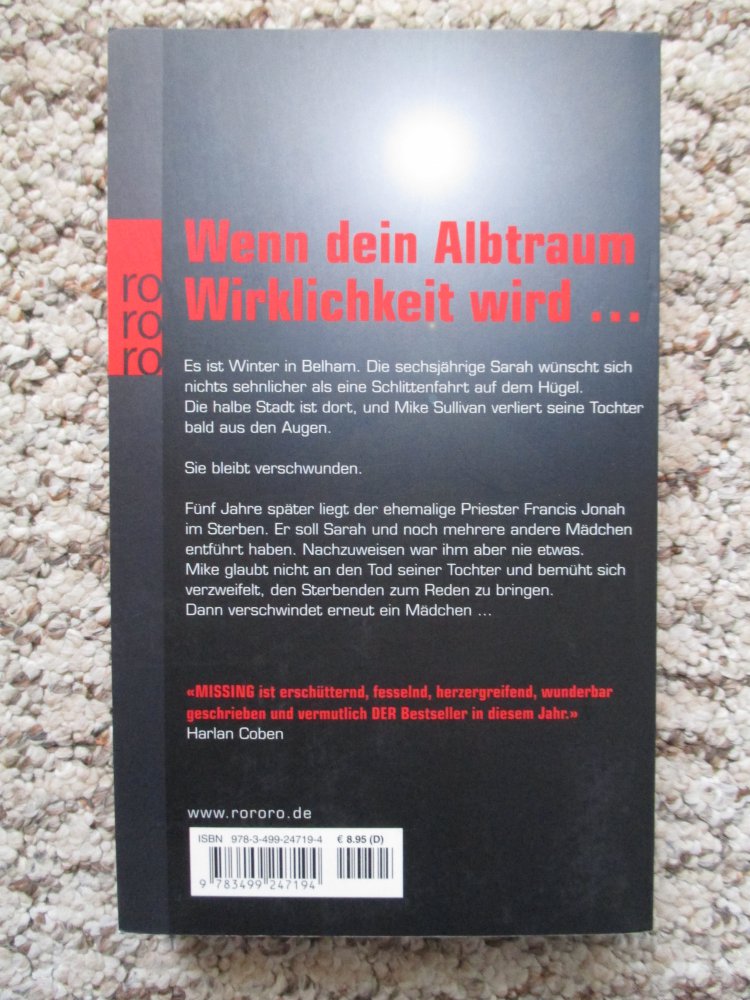 Wenn dein Albtraum
Wirklichkeit wird ...
ro
ro
ro
Es ist Winter in Belham. Die sechsjährige Sarah wünscht sich
nichts sehnlicher als eine Schlittenfahrt auf dem Hügel.
Die halbe Stadt ist dort, und Mike Sullivan verliert seine Tochter
bald aus den Augen.
Sie bleibt verschwunden.
Fünf Jahre später liegt der ehemalige Priester Francis Jonah
im Sterben. Er soll Sarah und noch mehrere andere Mädchen
entführt haben. Nachzuweisen war ihm aber nie etwas.
Mike glaubt nicht an den Tod seiner Tochter und bemüht sich
verzweifelt, den Sterbenden zum Reden zu bringen.
Dann verschwindet erneut ein Mädchen ...
«MISSING ist erschütternd, fesselnd, herzergreifend, wunderbar
geschrieben und vermutlich DER Bestseller in diesem Jahr.»
Harlan Coben
www.rororo.de
ISBN 978-3-499-24719-4 € 8.95 (D)
9 783499 247194